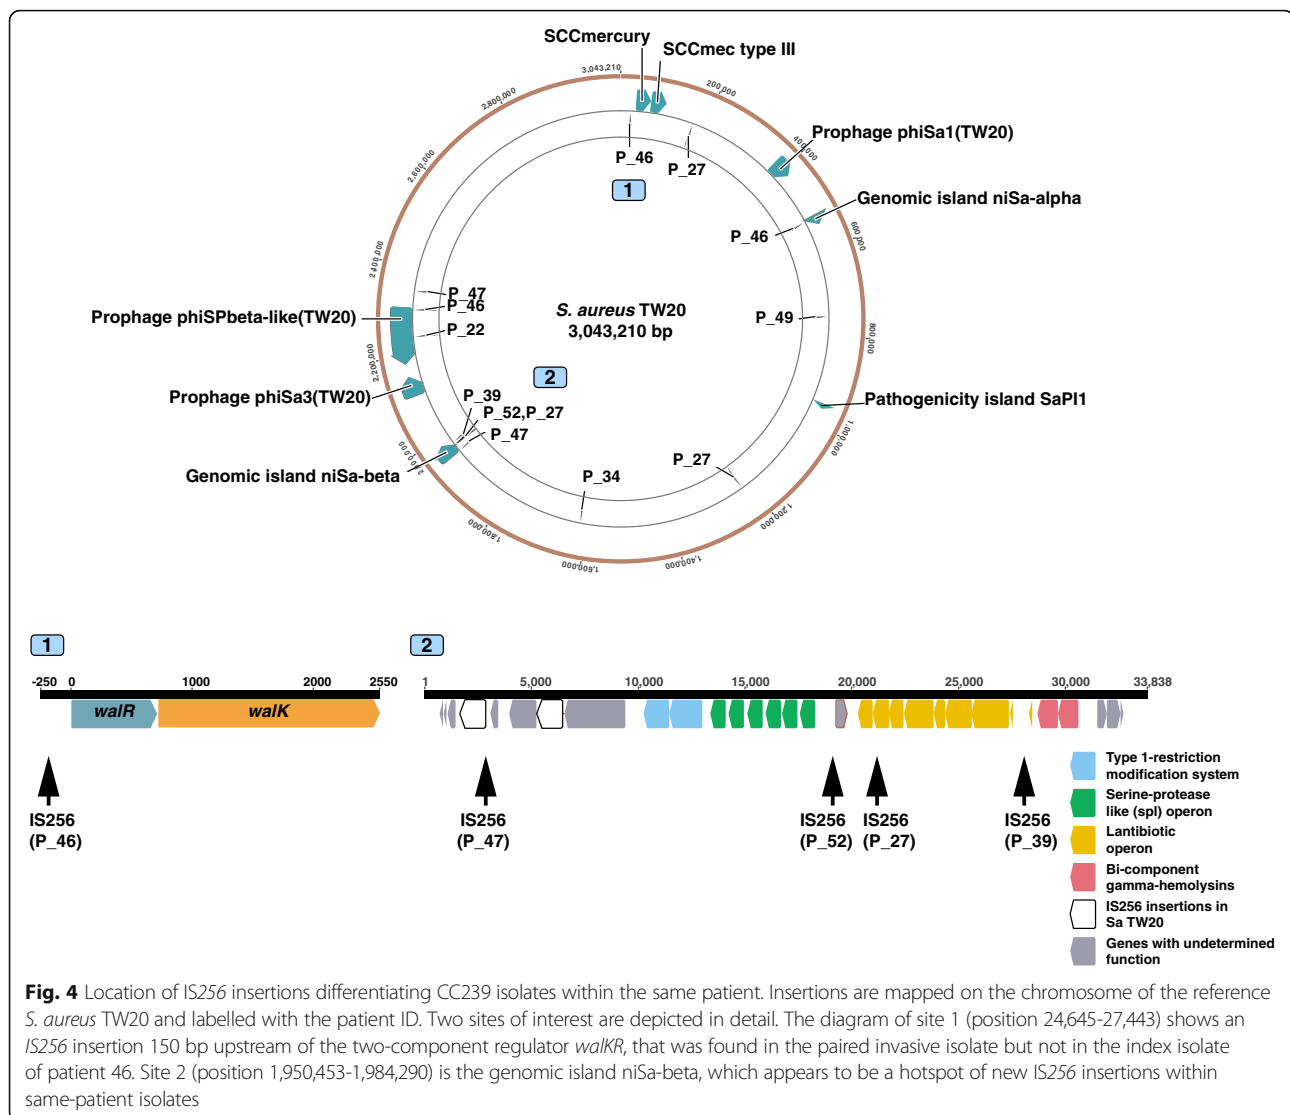 SCCmercury
SCCmec type III
3,043,210
200,000
2,800,000
Prophage phiSa1(TW20)
400,000
P_46
P_27
2,600,000
1
Genomic island niSa-alpha
P_46
600,000
2,400,000
P_47
P_46
S. aureus TW20
3,043,210 bp
P_49
Prophage phiSPbeta-like(TW20)
P_22
800,000
2,200,000
2
Prophage phiSa3(TW20)
P_39
P_52,P_27
P_47
Pathogenicity island SaPI1
1,000,000
P_27
Genomic island niSa-beta
P_34
1,200,000
1,800,000
1,400,000
1,600,000
1
-250 0 1000 2000 2550
walR walK
IS256
(P_46)
2
1 5,000 10,000 15,000 20,000 25,000 30,000 33,838
IS256
(P_47)
IS256
(P_52)
IS256
(P_27)
IS256
(P_39)
Type 1-restriction
modification system
Serine-protease
like (spl) operon
Lantibiotic
operon
Bi-component
gamma-hemolysins
IS256 insertions in
Sa TW20
Genes with undetermined
function
Fig. 4 Location of IS256 insertions differentiating CC239 isolates within the same patient. Insertions are mapped on the chromosome of the reference
S. aureus TW20 and labelled with the patient ID. Two sites of interest are depicted in detail. The diagram of site 1 (position 24,645-27,443) shows an
IS256 insertion 150 bp upstream of the two-component regulator walKR, that was found in the paired invasive isolate but not in the index isolate
of patient 46. Site 2 (position 1,950,453-1,984,290) is the genomic island niSa-beta, which appears to be a hotspot of new IS256 insertions within
same-patient isolates